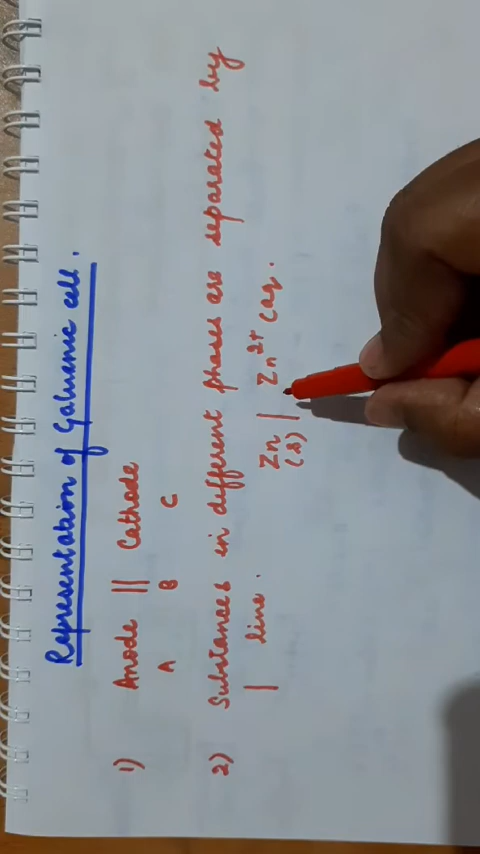 Representation of Galvanic cell.
1) Anode || Cathode
A B C
2) Substances in different phases are separated by
| line. Zn | Zn2+ (aq.
(s)